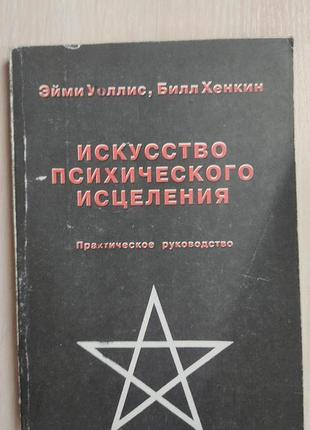 Эйми Уоллис, Билл Хенкин
ИСКУССТВО
ПСИХИЧЕСКОГО
ИСЦЕЛЕНИЯ
Практическое руководство